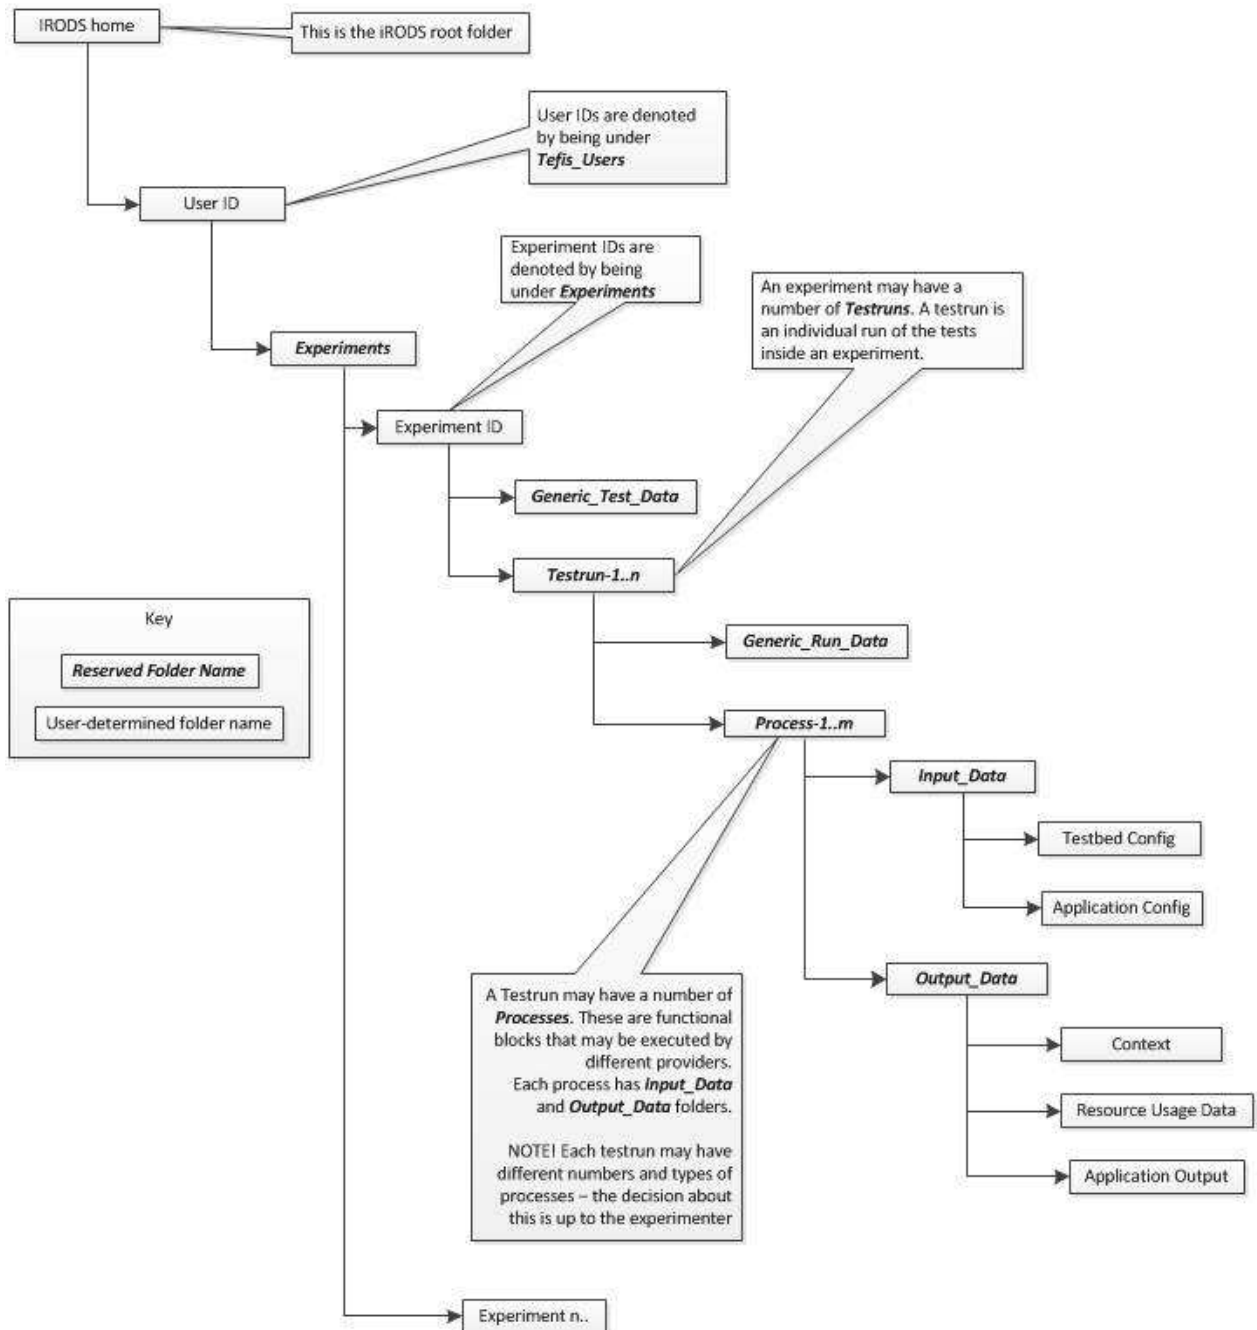 IRODS home
This is the iRODS root folder
User IDs are denoted
by being under
Tefis_Users
User ID
Experiment IDs are
denoted by being
under Experiments
An experiment may have a
number of Testruns. A testrun is
an individual run of the tests
inside an experiment.
Experiments
Experiment ID
Generic_Test_Data
Testrun-1..n
Key
Reserved Folder Name
User-determined folder name
Generic_Run_Data
Process-1..m
Input_Data
Testbed Config
Application Config
Output_Data
Context
Resource Usage Data
Application Output
A Testrun may have a number of
Processes. These are functional
blocks that may be executed by
different providers.
Each process has Input_Data
and Output_Data folders.
NOTE! Each testrun may have
different numbers and types of
processes – the decision about
this is up to the experimenter
Experiment n..